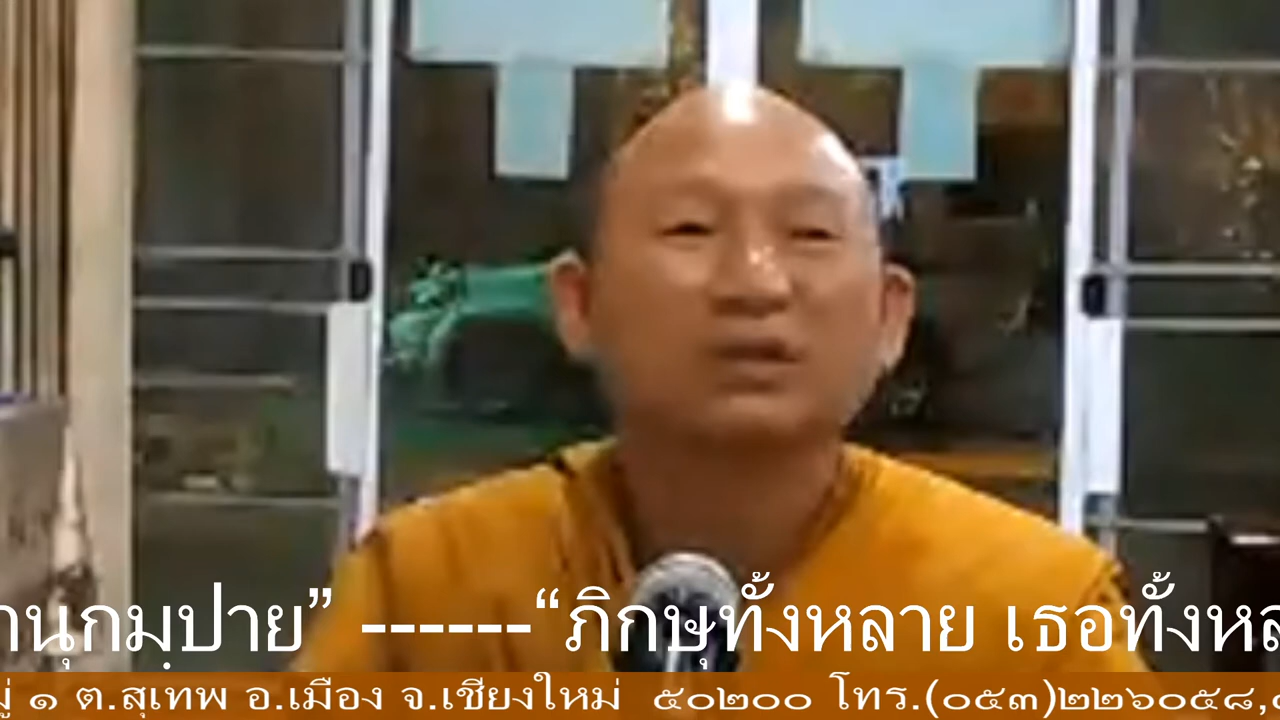 านุกมฺปาย” ------“ภิกษุทั้งหลาย เธอทั้งหล
มู่ ๑ ต.สุเทพ อ.เมือง จ.เชียงใหม่ ๕๐๒๐๐ โทร.(๐๕๓)๒๒๖๐๕๘,